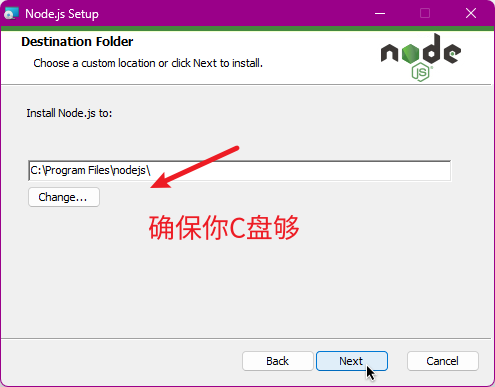 Node.js Setup
Destination Folder
Choose a custom location or click Next to install.
node
JS
Install Node.js to:
C:\Program Files\nodejs\
Change...
确保你C盘够
Back
Next
Cancel